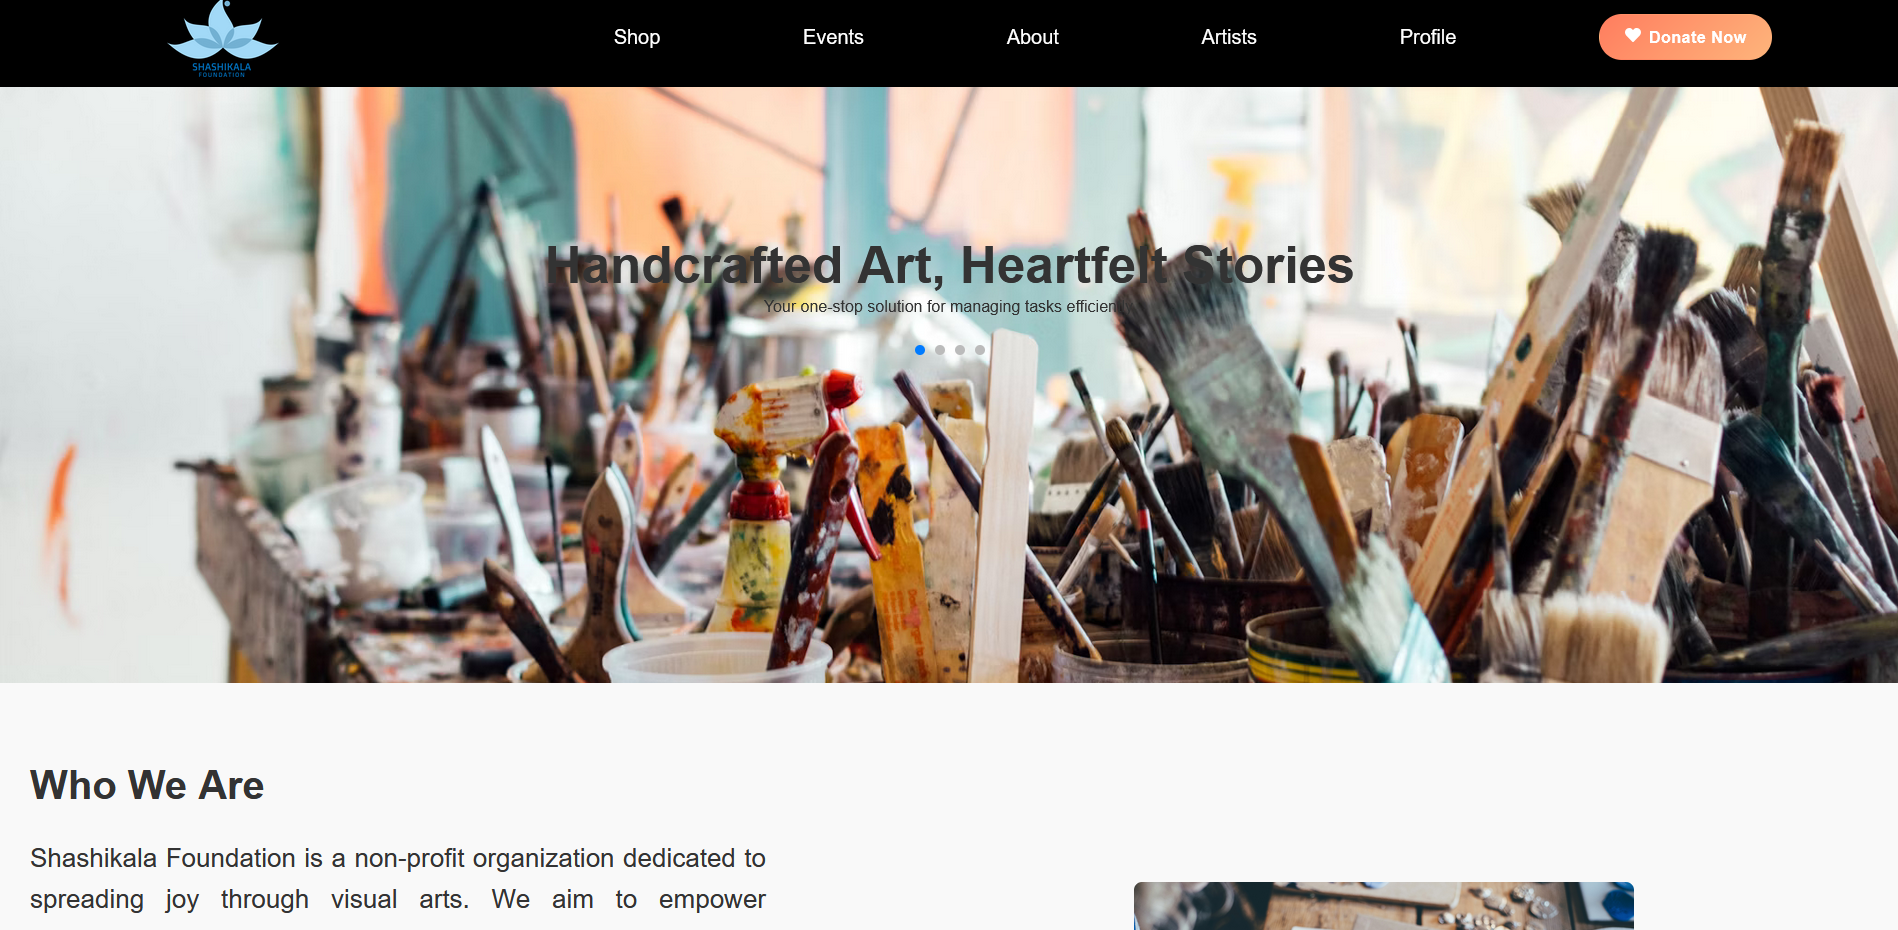 SHASHIKALA
FOUNDATION
Shop
Events
About
Artists
Profile
Donate Now
Handcrafted Art, Heartfelt Stories
Your one-stop solution for managing tasks
Who We Are
Shashikala Foundation is a non-profit organization dedicated to
spreading joy through visual arts. We aim to empower